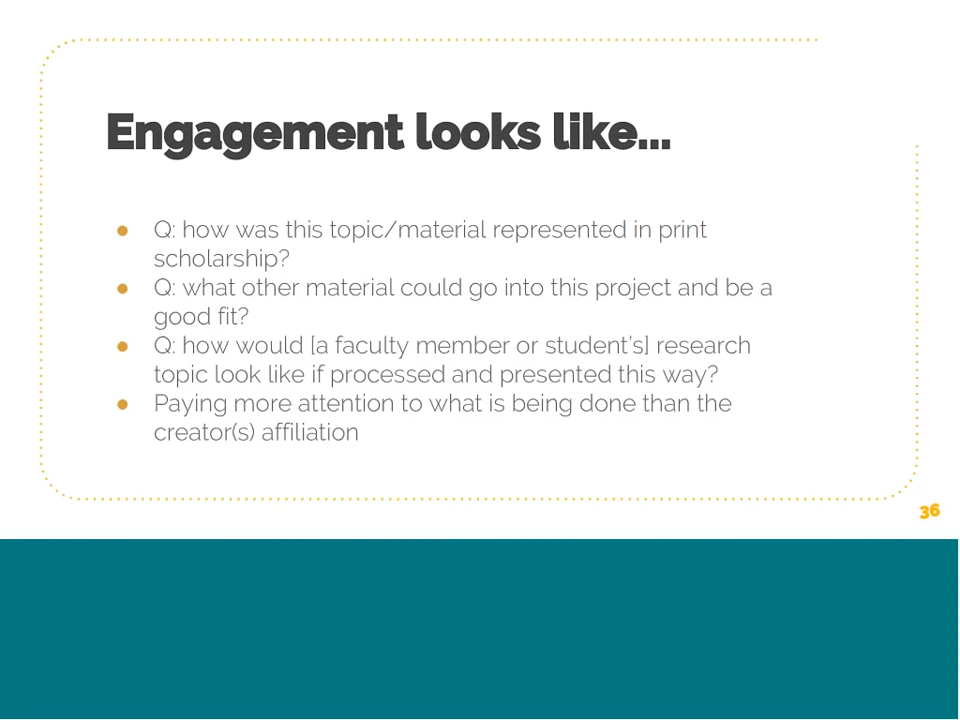 Engagement looks like...
● Q: how was this topic/material represented in print
scholarship?
● Q: what other material could go into this project and be a
good fit?
● Q: how would [a faculty member or student's] research
topic look like if processed and presented this way?
● Paying more attention to what is being done than the
creator(s) affiliation
36